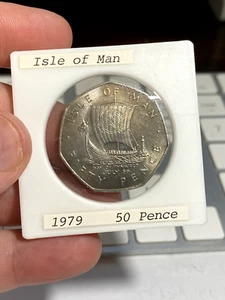 Isle of Man
ISLE OF MAN
FIFTY PENCE
1979 50 Pence